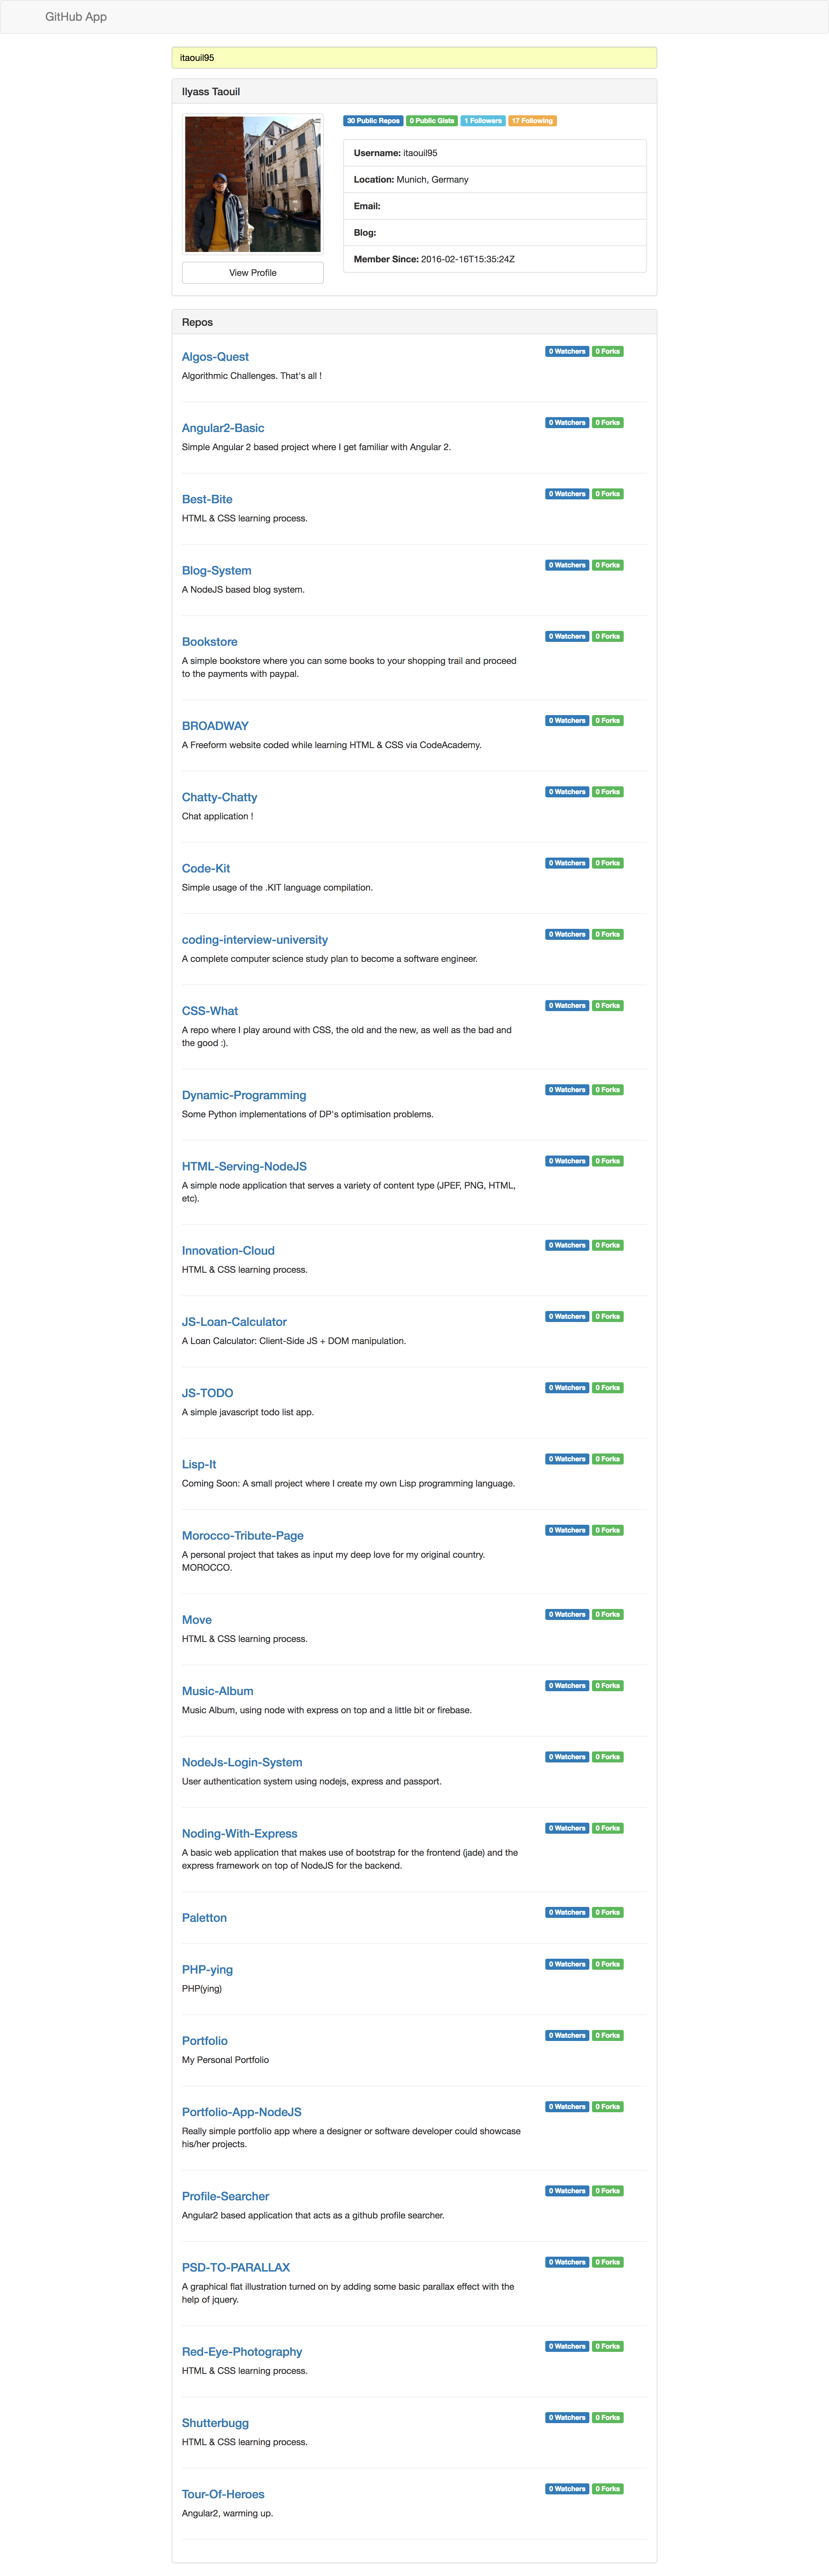 GitHub App
itaouil95
Ilyass Taouil
30 Public Repos 0 Public Gists 1 Followers 17 Following
Username: itaouil95
Location: Munich, Germany
Email:
Blog:
Member Since: 2016-02-16T15:35:24Z
View Profile
Repos
Algos-Quest
0 Watchers 0 Forks
Algorithmic Challenges. That's all !
Angular2-Basic
0 Watchers 0 Forks
Simple Angular 2 based project where I get familiar with Angular 2.
Best-Bite
0 Watchers 0 Forks
HTML & CSS learning process.
Blog-System
0 Watchers 0 Forks
A NodeJS based blog system.
Bookstore
0 Watchers 0 Forks
A simple bookstore where you can some books to your shopping trail and proceed
to the payments with paypal.
BROADWAY
0 Watchers 0 Forks
A Freeform website coded while learning HTML & CSS via CodeAcademy.
Chatty-Chatty
0 Watchers 0 Forks
Chat application !
Code-Kit
0 Watchers 0 Forks
Simple usage of the .KIT language compilation.
coding-interview-university
0 Watchers 0 Forks
A complete computer science study plan to become a software engineer.
CSS-What
0 Watchers 0 Forks
A repo where I play around with CSS, the old and the new, as well as the bad and
the good :).
Dynamic-Programming
0 Watchers 0 Forks
Some Python implementations of DP's optimisation problems.
HTML-Serving-NodeJS
0 Watchers 0 Forks
A simple node application that serves a variety of content type (JPEF, PNG, HTML,
etc).
Innovation-Cloud
0 Watchers 0 Forks
HTML & CSS learning process.
JS-Loan-Calculator
0 Watchers 0 Forks
A Loan Calculator: Client-Side JS + DOM manipulation.
JS-TODO
0 Watchers 0 Forks
A simple javascript todo list app.
Lisp-It
0 Watchers 0 Forks
Coming Soon: A small project where I create my own Lisp programming language.
Morocco-Tribute-Page
0 Watchers 0 Forks
A personal project that takes as input my deep love for my original country.
MOROCCO.
Move
0 Watchers 0 Forks
HTML & CSS learning process.
Music-Album
0 Watchers 0 Forks
Music Album, using node with express on top and a little bit or firebase.
NodeJs-Login-System
0 Watchers 0 Forks
User authentication system using nodejs, express and passport.
Noding-With-Express
0 Watchers 0 Forks
A basic web application that makes use of bootstrap for the frontend (jade) and the
express framework on top of NodeJS for the backend.
Paletton
0 Watchers 0 Forks
PHP-ying
0 Watchers 0 Forks
PHP(ying)
Portfolio
0 Watchers 0 Forks
My Personal Portfolio
Portfolio-App-NodeJS
0 Watchers 0 Forks
Really simple portfolio app where a designer or software developer could showcase
his/her projects.
Profile-Searcher
0 Watchers 0 Forks
Angular2 based application that acts as a github profile searcher.
PSD-TO-PARALLAX
0 Watchers 0 Forks
A graphical flat illustration turned on by adding some basic parallax effect with the
help of jquery.
Red-Eye-Photography
0 Watchers 0 Forks
HTML & CSS learning process.
Shutterbugg
0 Watchers 0 Forks
HTML & CSS learning process.
Tour-Of-Heroes
0 Watchers 0 Forks
Angular2, warming up.